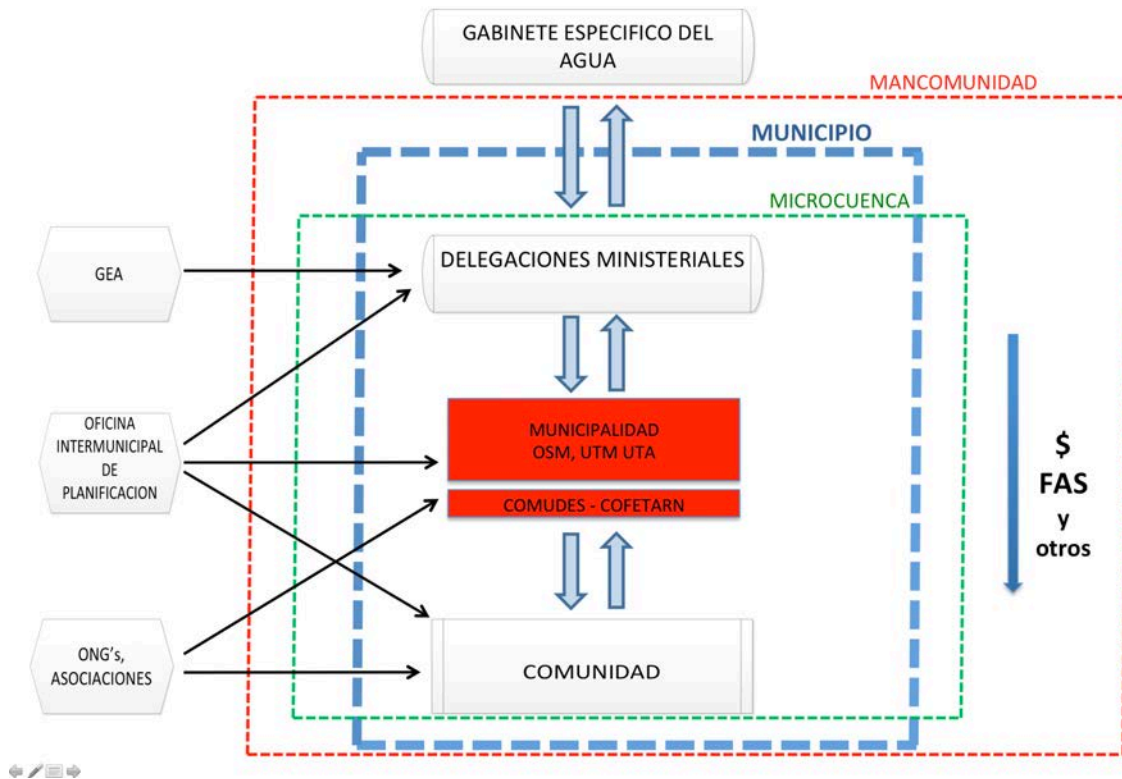 GABINETE ESPECIFICO DEL
AGUA
MANCOMUNIDAD
MUNICIPIO
MICROCUENCA
DELEGACIONES MINISTERIALES
GEA
MUNICIPALIDAD
OSM, UTM UTA
OFICINA
INTERMUNICIPAL
DE
PLANIFICACION
COMUDES - COFETARN
$
FAS
y
otros
ONG's,
ASOCIACIONES
COMUNIDAD